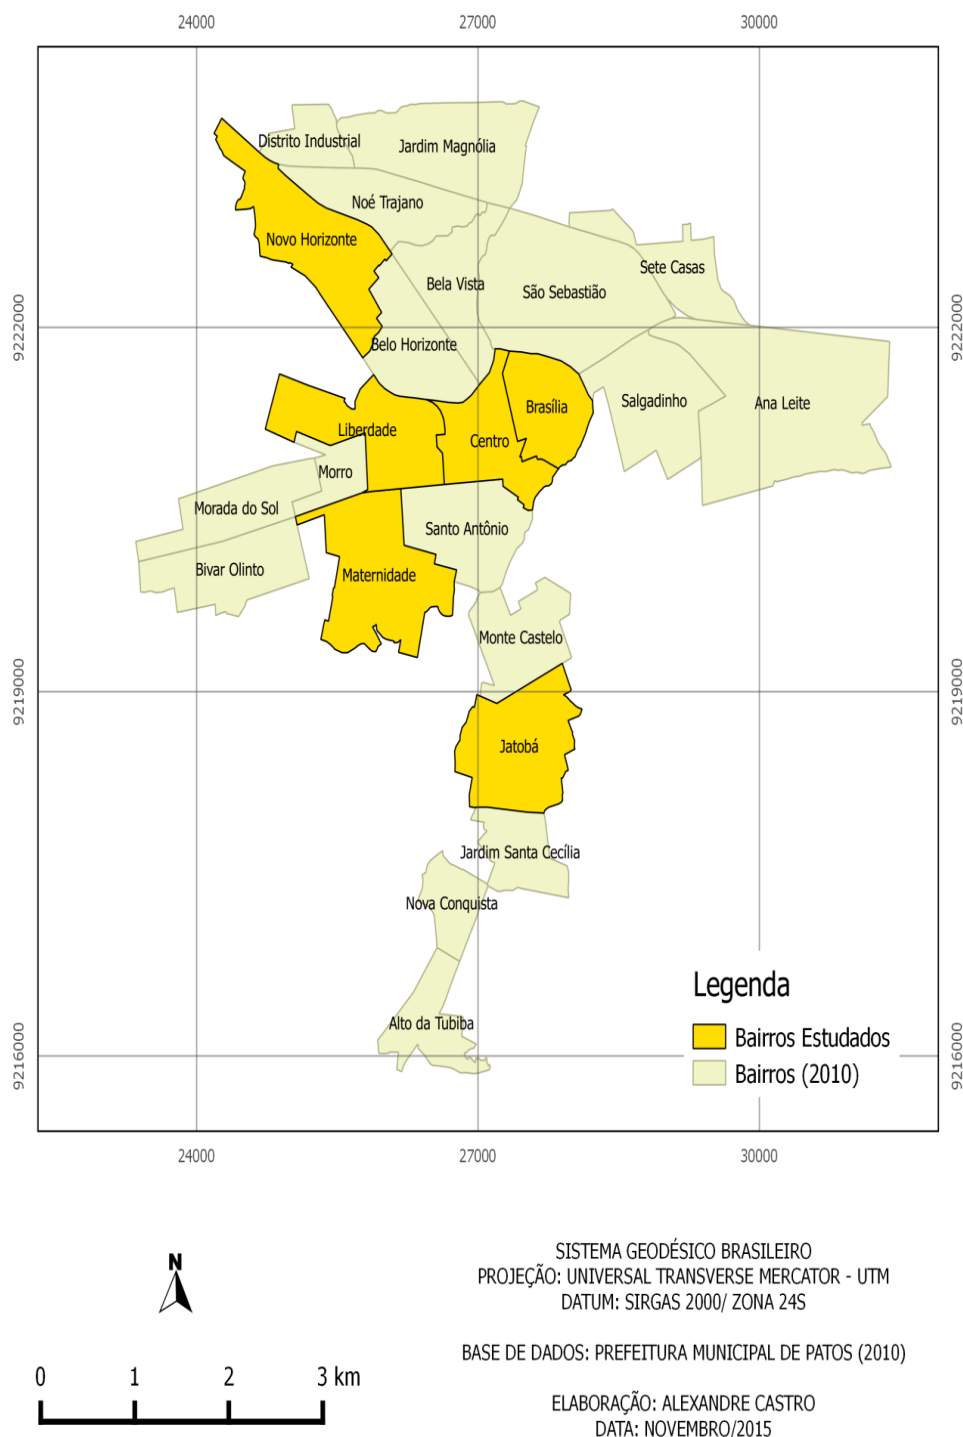 24000
27000
30000
Distrito Industrial
Jardim Magnólia
Noé Trajano
Novo Horizonte
Sete Casas
Bela Vista
São Sebastião
9222000
9222000
Belo Horizonte
Brasília
Salgadinho
Ana Leite
Liberdade
Centro
Morro
Morada do Sol
Santo Antônio
Bivar Olinto
Maternidade
Monte Castelo
9219000
9219000
Jatobá
Jardim Santa Cecília
Nova Conquista
Alto da Tubiba
9216000
9216000
Legenda
Bairros Estudados
Bairros (2010)
24000
27000
30000
N
0 1 2 3 km
SISTEMA GEODÉSICO BRASILEIRO
PROJEÇÃO: UNIVERSAL TRANSVERSE MERCATOR - UTM
DATUM: SIRGAS 2000/ ZONA 24S
BASE DE DADOS: PREFEITURA MUNICIPAL DE PATOS (2010)
ELABORAÇÃO: ALEXANDRE CASTRO
DATA: NOVEMBRO/2015